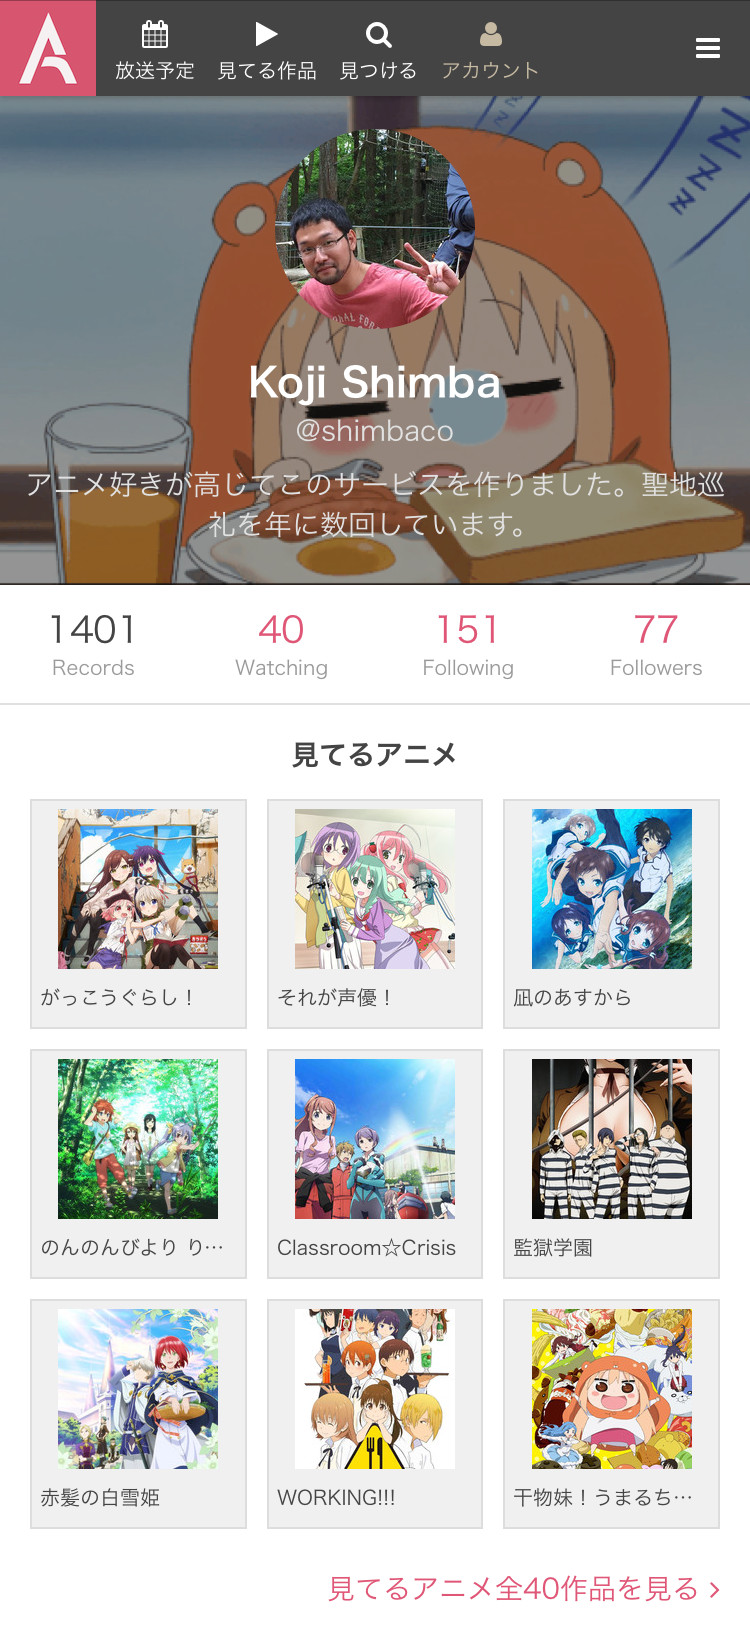 放送予定 見てる作品 見つける アカウント
Koji Shimba
@shimbaco
アニメ好きが高じてこのサービスを作りました。聖地巡
礼を年に数回しています。
1401 40 151 77
Records Watching Following Followers
見てるアニメ
がっこうぐらし！ それが声優！ 凪のあすから
のんのんびより り… Classroom☆Crisis 監獄学園
赤髪の白雪姫 WORKING!!! 干物妹！うまるち…
見てるアニメ全40作品を見る